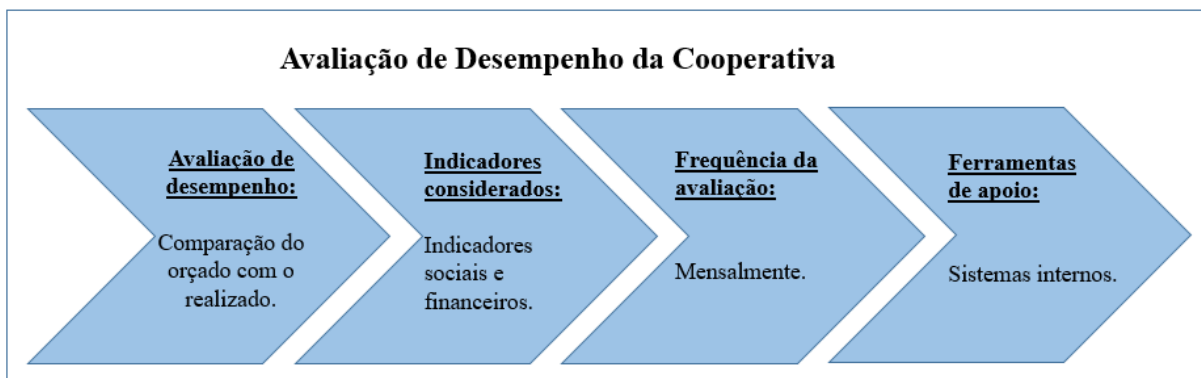 Avaliação de Desempenho da Cooperativa
Avaliação de
desempenho:
Comparação do
orçado com o
realizado.
Indicadores
considerados:
Indicadores
sociais e
financeiros.
Frequência da
avaliação:
Mensalmente.
Ferramentas
de apoio:
Sistemas internos.